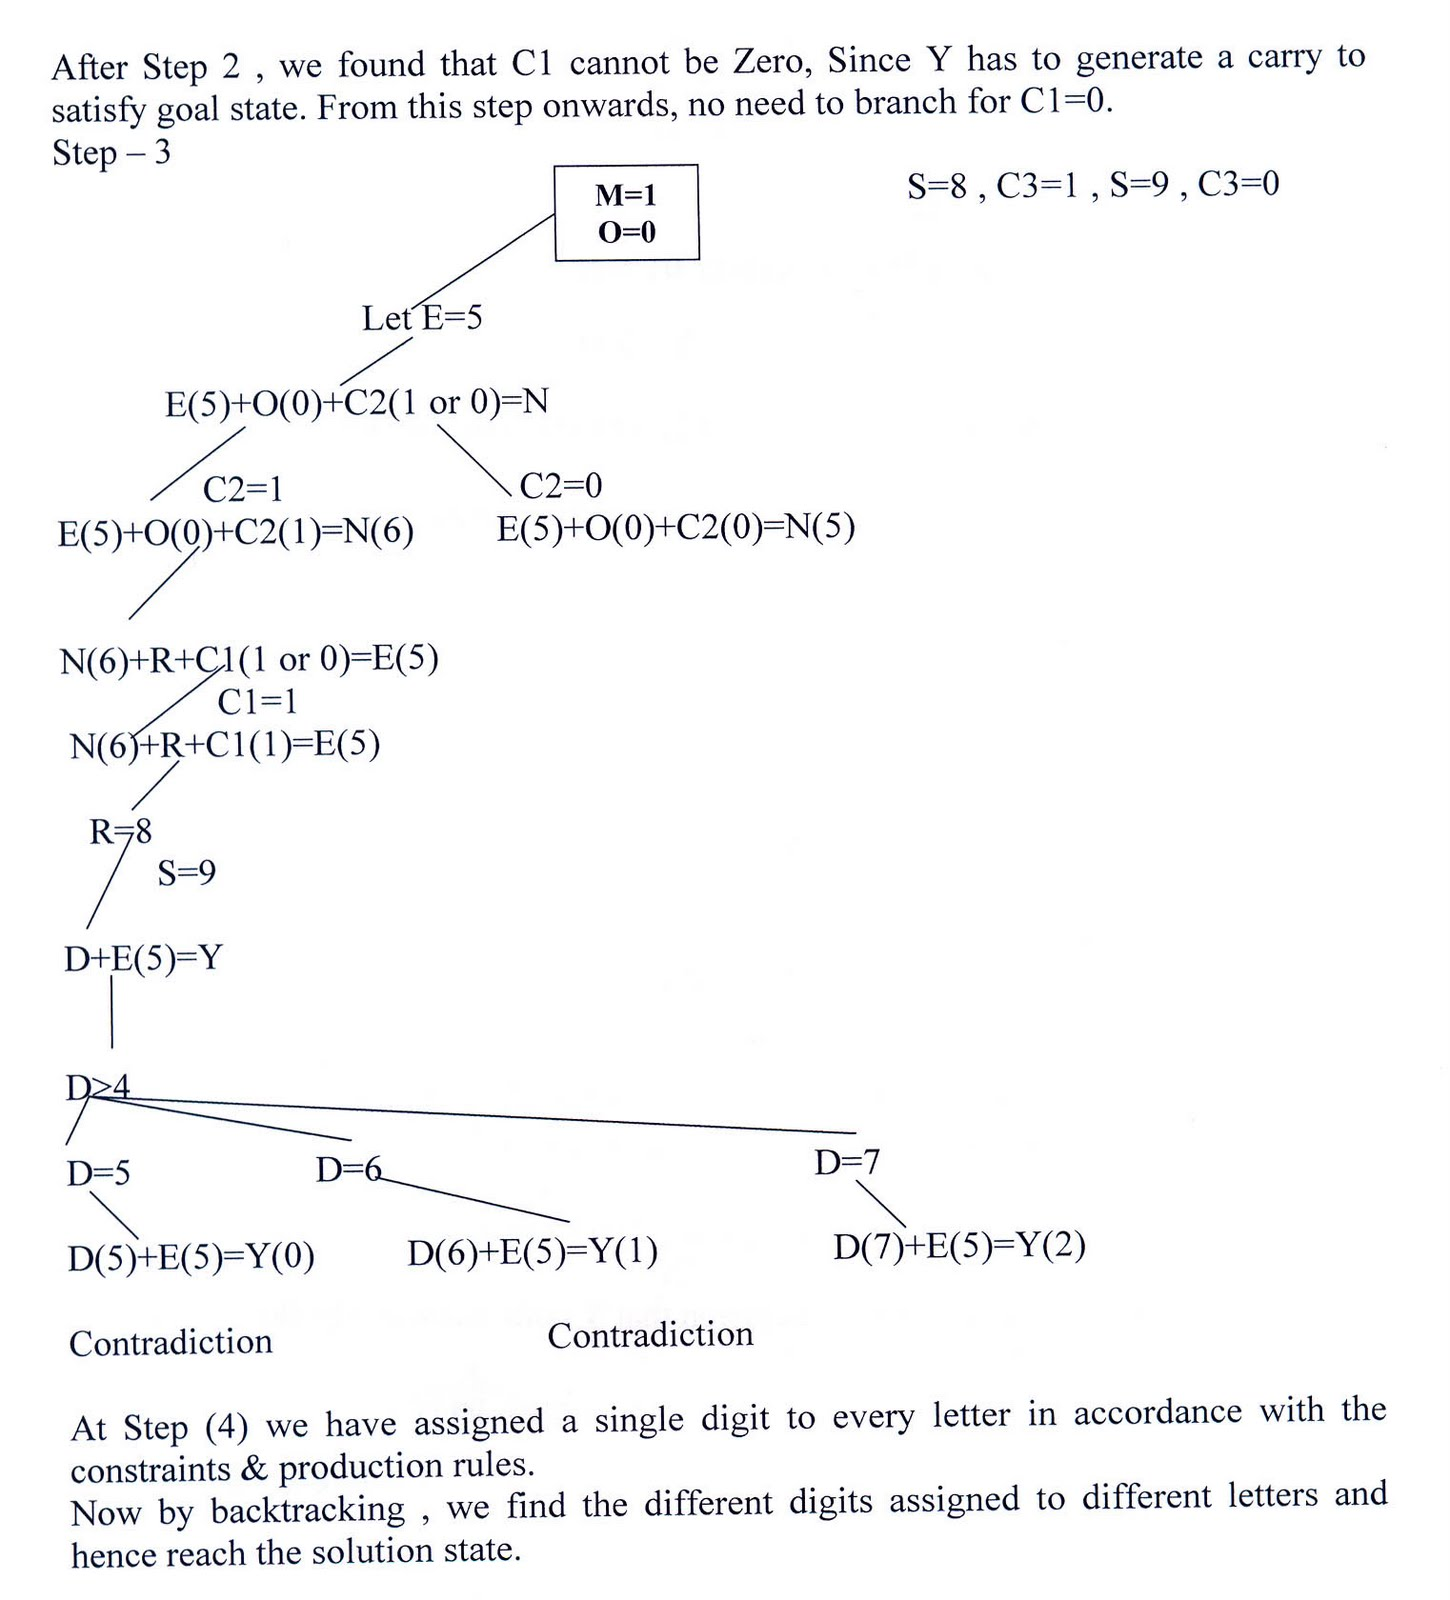 After Step 2 , we found that C1 cannot be Zero, Since Y has to generate a carry to
satisfy goal state. From this step onwards, no need to branch for C1=0.
Step – 3
M=1
O=0
S=8 , C3=1 , S=9 , C3=0
Let E=5
E(5)+O(0)+C2(1 or 0)=N
C2=1
C2=0
E(5)+O(0)+C2(1)=N(6)
E(5)+O(0)+C2(0)=N(5)
N(6)+R+C1(1 or 0)=E(5)
C1=1
N(6)+R+C1(1)=E(5)
R=8
S=9
D+E(5)=Y
D>4
D=5
D=6
D=7
D(5)+E(5)=Y(0)
D(6)+E(5)=Y(1)
D(7)+E(5)=Y(2)
Contradiction
Contradiction
At Step (4) we have assigned a single digit to every letter in accordance with the
constraints & production rules.
Now by backtracking , we find the different digits assigned to different letters and
hence reach the solution state.